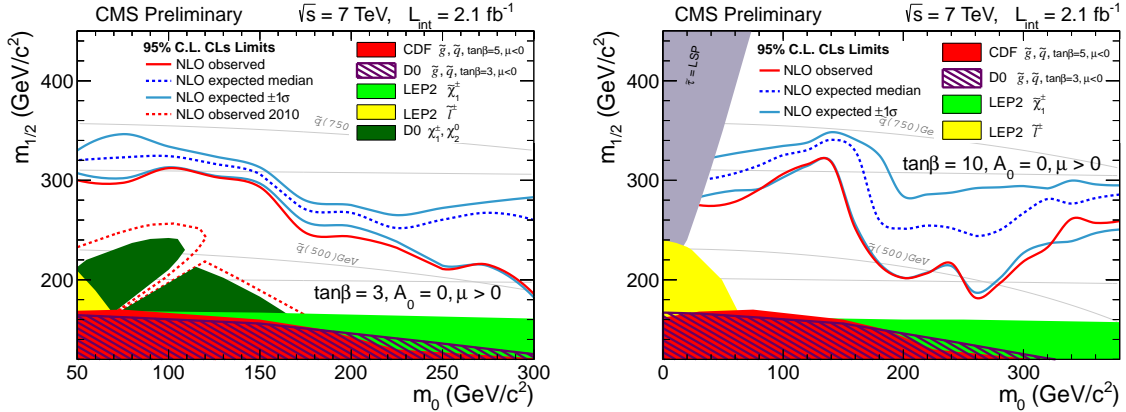 CMS Preliminary √s = 7 TeV, L_int = 2.1 fb⁻¹
m_1/2 (GeV/c²)
400
300
200
95% C.L. CLs Limits
NLO observed
NLO expected median
NLO expected ±1σ
NLO observed 2010
CDF g̃, q̃, tanβ=5, μ<0
D0 g̃, q̃, tanβ=3, μ<0
LEP2 χ̃₁±
LEP2 l̃±
D0 χ₁±, χ₂⁰
q̃(750
q̃(500)GeV
tanβ = 3, A₀ = 0, μ > 0
50 100 150 200 250 300
m₀ (GeV/c²)
CMS Preliminary √s = 7 TeV, L_int = 2.1 fb⁻¹
m_1/2 (GeV/c²)
400
300
200
τ̃ = LSP
95% C.L. CLs Limits
NLO observed
NLO expected median
NLO expected ±1σ
CDF g̃, q̃, tanβ=5, μ<0
D0 g̃, q̃, tanβ=3, μ<0
LEP2 χ̃₁±
LEP2 l̃±
q̃(750)Ge
tanβ = 10, A₀ = 0, μ > 0
q̃(500)GeV
0 100 200 300
m₀ (GeV/c²)